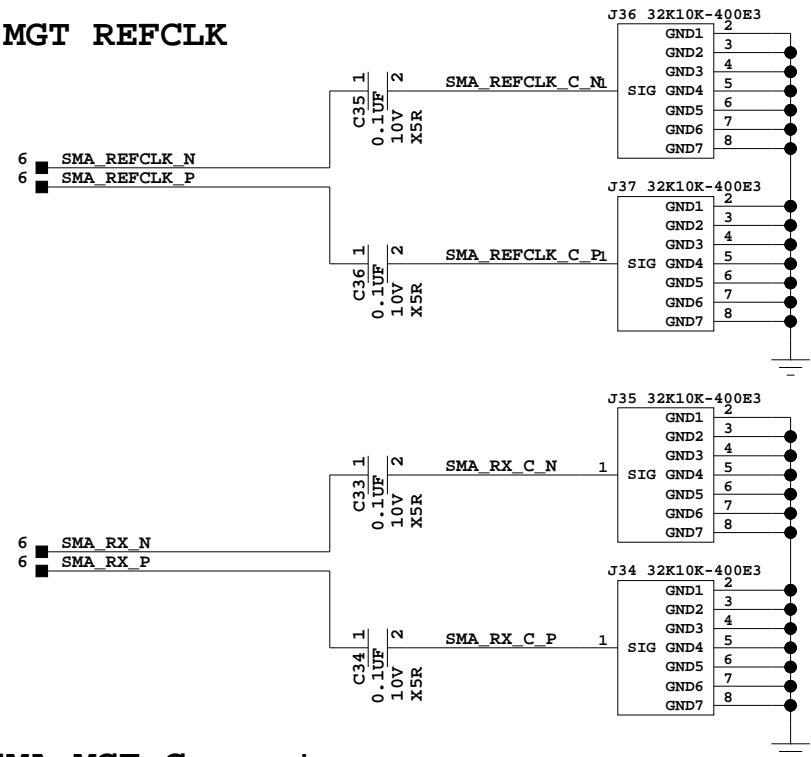 MGT REFCLK
J36 32K10K-400E3
SIG
GND1 2
GND2 3
GND3 4
GND4 5
GND5 6
GND6 7
GND7 8
1 2
C35
0.1UF
10V
X5R
SMA_REFCLK_C_N 1
6 SMA_REFCLK_N
6 SMA_REFCLK_P
J37 32K10K-400E3
SIG
GND1 2
GND2 3
GND3 4
GND4 5
GND5 6
GND6 7
GND7 8
1 2
C36
0.1UF
10V
X5R
SMA_REFCLK_C_P 1
J35 32K10K-400E3
SIG
GND1 2
GND2 3
GND3 4
GND4 5
GND5 6
GND6 7
GND7 8
1 2
C33
0.1UF
10V
X5R
SMA_RX_C_N 1
6 SMA_RX_N
6 SMA_RX_P
J34 32K10K-400E3
SIG
GND1 2
GND2 3
GND3 4
GND4 5
GND5 6
GND6 7
GND7 8
1 2
C34
0.1UF
10V
X5R
SMA_RX_C_P 1